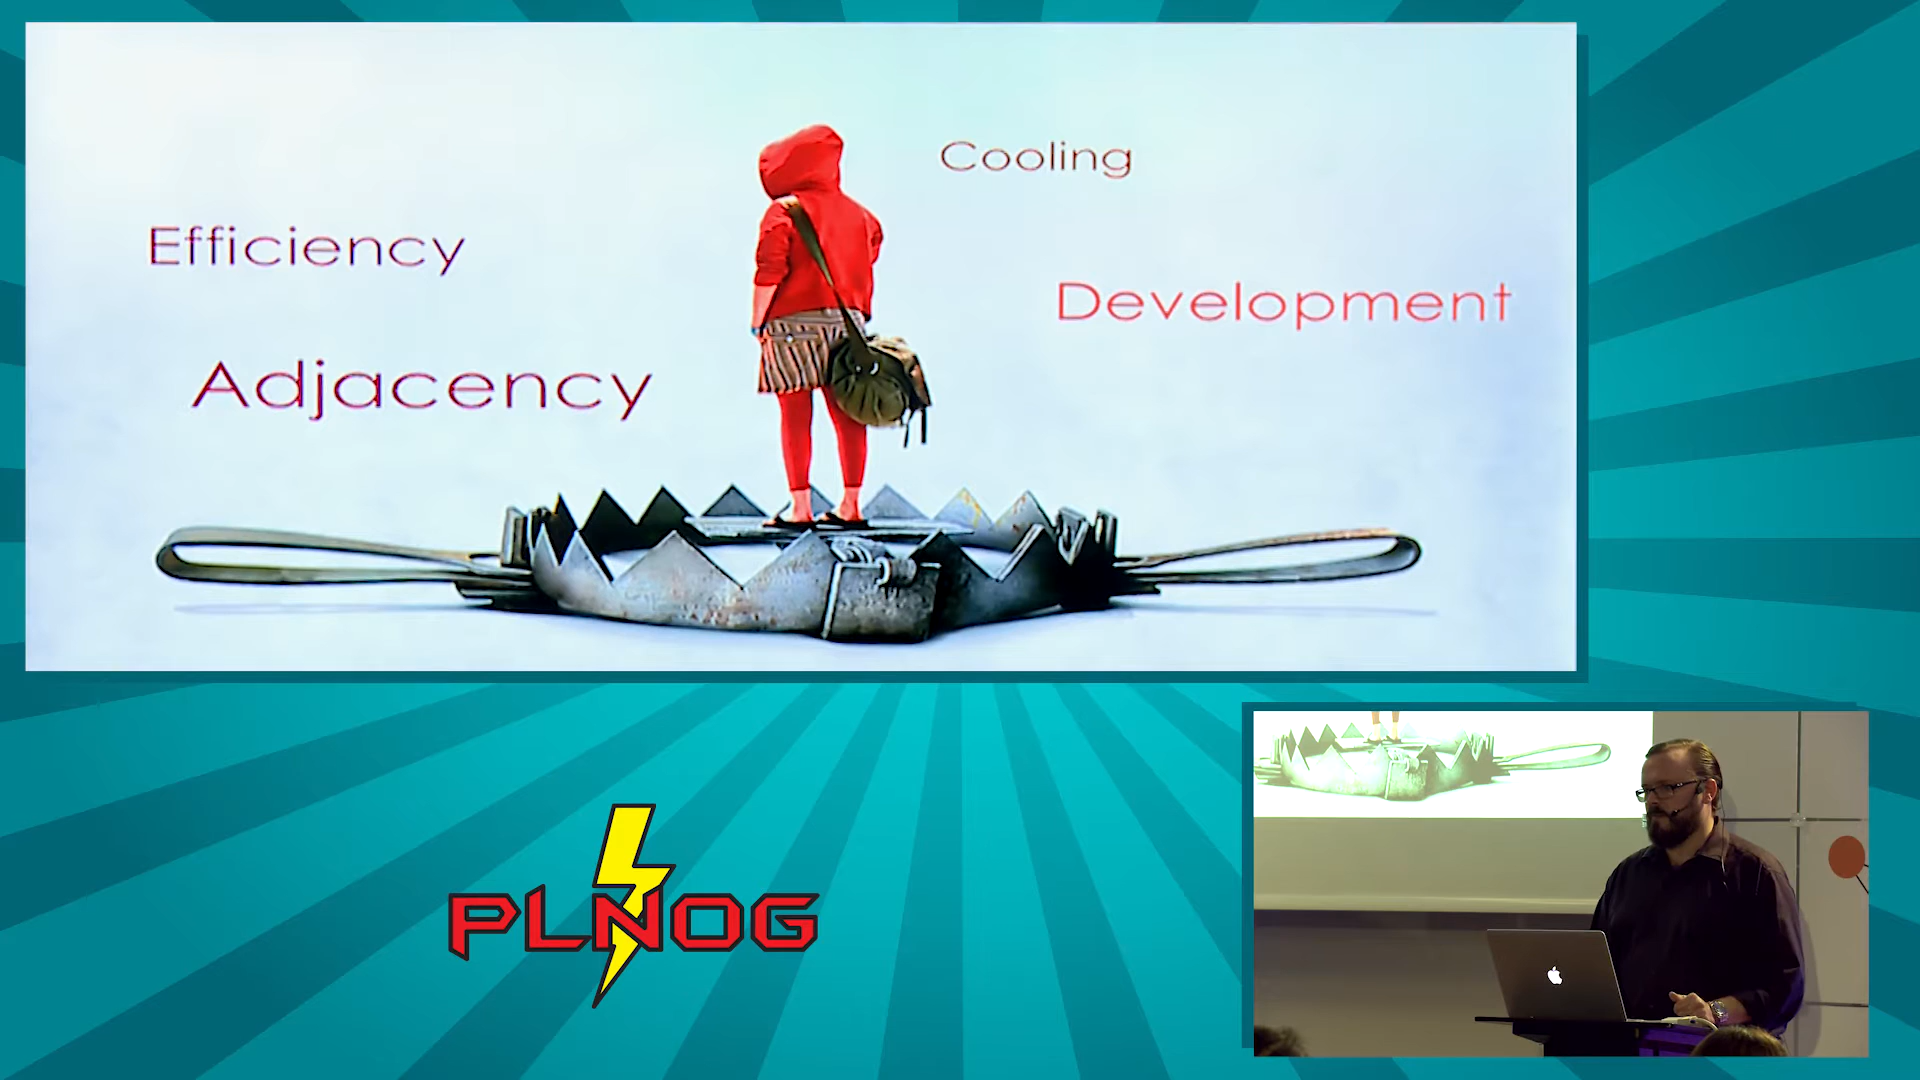 Cooling
Efficiency
Development
Adjacency
PLNOG